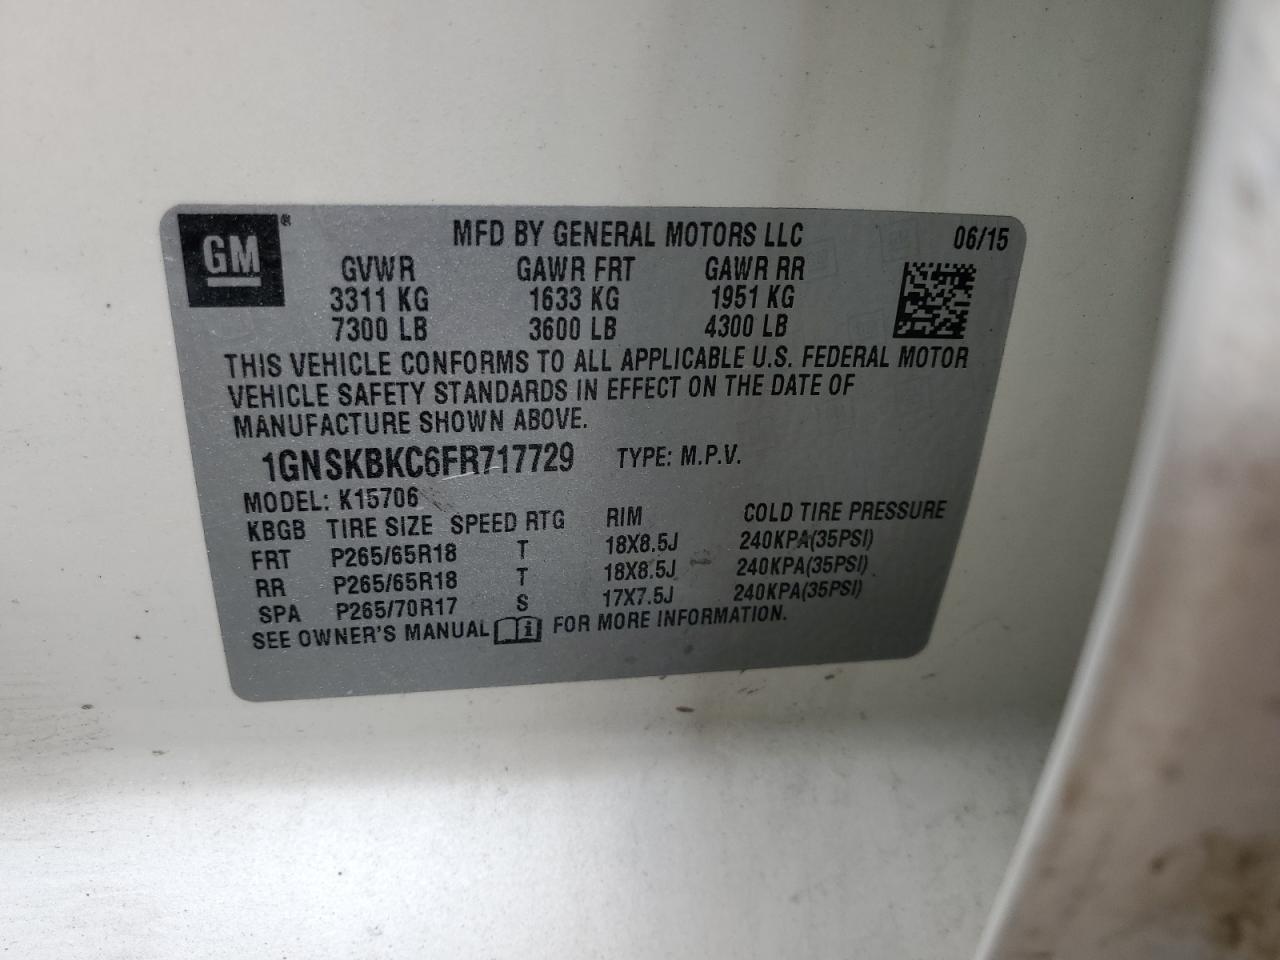 GM®
MFD BY GENERAL MOTORS LLC 06/15
GVWR GAWR FRT GAWR RR
3311 KG 1633 KG 1951 KG
7300 LB 3600 LB 4300 LB
THIS VEHICLE CONFORMS TO ALL APPLICABLE U.S. FEDERAL MOTOR
VEHICLE SAFETY STANDARDS IN EFFECT ON THE DATE OF
MANUFACTURE SHOWN ABOVE.
1GNSKBKC6FR717729 TYPE: M.P.V.
MODEL: K15706
KBGB TIRE SIZE SPEED RTG RIM COLD TIRE PRESSURE
FRT P265/65R18 T 18X8.5J 240KPA(35PSI)
RR P265/65R18 T 18X8.5J 240KPA(35PSI)
SPA P265/70R17 S 17X7.5J 240KPA(35PSI)
SEE OWNER'S MANUAL i FOR MORE INFORMATION.